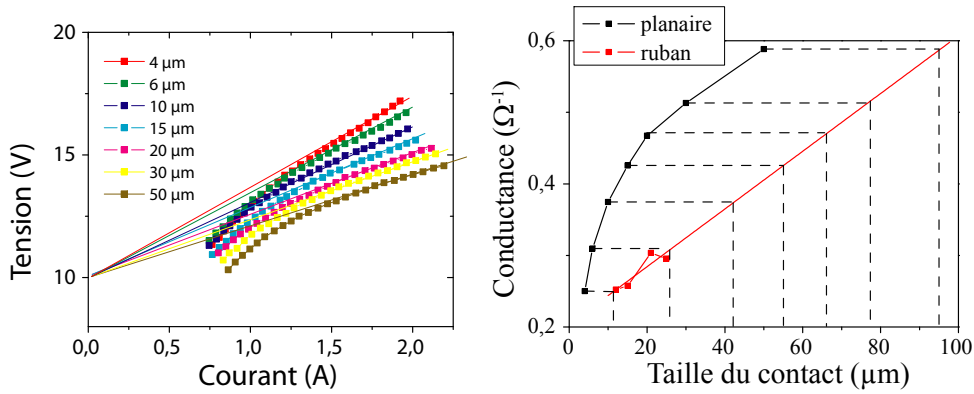 20
15
10
Tension (V)
4 µm
6 µm
10 µm
15 µm
20 µm
30 µm
50 µm
0,0
0,5
1,0
1,5
2,0
Courant (A)
planaire
ruban
0,6
0,4
0,2
Conductance (Ω⁻¹)
0
20
40
60
80
100
Taille du contact (µm)